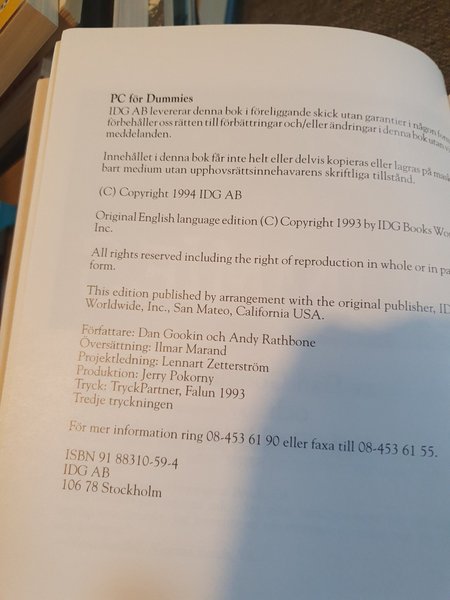 PC för Dummies
IDG AB levererar denna bok i föreliggande skick utan garantier i någon
förbehåller oss rätten till förbättringar och/eller ändringar i denna bok utan
meddelanden.
Innehållet i denna bok får inte helt eller delvis kopieras eller lagras på
bart medium utan upphovsrättsinnehavarens skriftliga tillstånd.
(C) Copyright 1994 IDG AB
Original English language edition (C) Copyright 1993 by IDG Books
Inc.
All rights reserved including the right of reproduction in whole or in
form.
This edition published by arrangement with the original publisher,
Worldwide, Inc., San Mateo, California USA.
Författare: Dan Gookin och Andy Rathbone
Översättning: Ilmar Marand
Projektledning: Lennart Zetterström
Produktion: Jerry Pokorny
Tryck: TryckPartner, Falun 1993
Tredje tryckningen
För mer information ring 08-453 61 90 eller faxa till 08-453 61 55.
ISBN 91 88310-59-4
IDG AB
106 78 Stockholm